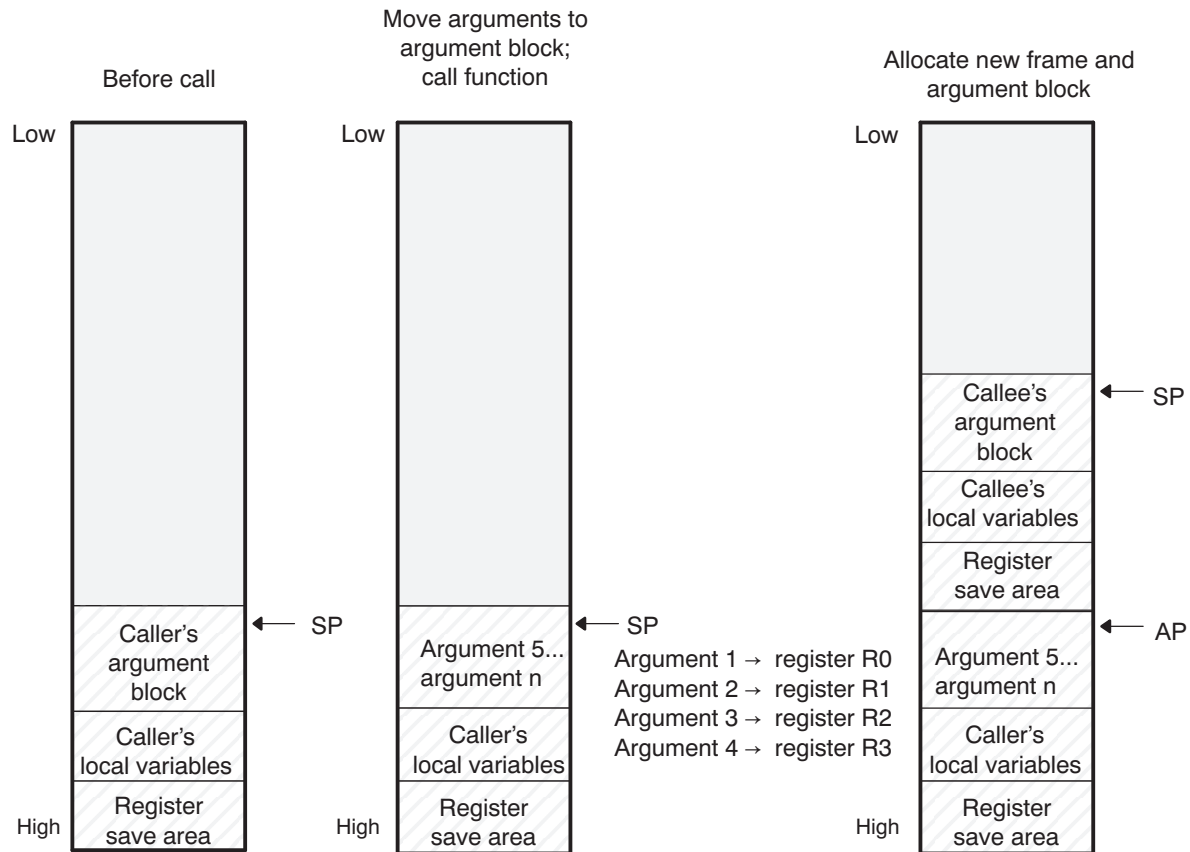 Before call
Low
Caller's
argument
block
Caller's
local variables
Register
save area
High
SP
Move arguments to
argument block;
call function
Low
Argument 5...
argument n
Caller's
local variables
Register
save area
High
SP
Argument 1 → register R0
Argument 2 → register R1
Argument 3 → register R2
Argument 4 → register R3
Allocate new frame and
argument block
Low
Callee's
argument
block
Callee's
local variables
Register
save area
Argument 5...
argument n
Caller's
local variables
Register
save area
High
SP
AP